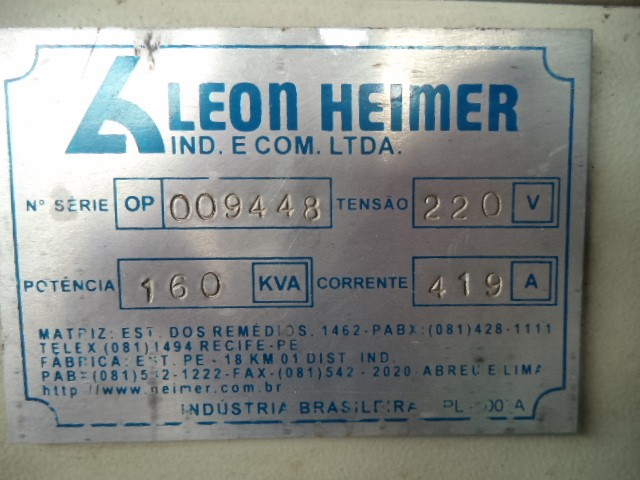 LEON HEIMER
IND. E COM. LTDA.
Nº SÉRIE OP 009448 TENSÃO 220 V
POTÊNCIA 160 KVA CORRENTE 419 A
MATRIZ: EST. DOS REMÉDIOS, 1462-PABX:(081)428-1111
TELEX (081)1494 RECIFE-PE
FÁBRICA: EST. PE - 18 KM 01 DIST IND.
(081) -1222-FAX-(081)542 - 2020 ABREU E LIMA
http://www.heimer.com.br
INDÚSTRIA BRASILEIRA